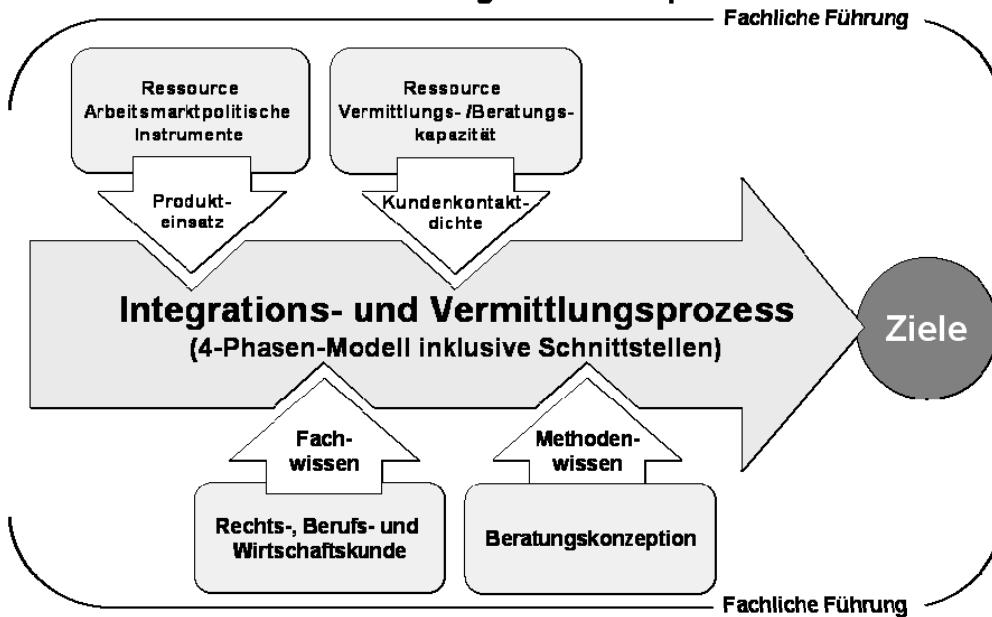 Fachliche Führung
Ressource
Arbeitsmarktpolitische
Instrumente
Ressource
Vermittlungs- /Beratungs-
kapazität
Produkt-
einsatz
Kundenkontakt-
dichte
Integrations- und Vermittlungsprozess
(4-Phasen-Modell inklusive Schnittstellen)
Ziele
Fach-
wissen
Methoden-
wissen
Rechts-, Berufs- und
Wirtschaftskunde
Beratungskonzeption
Fachliche Führung